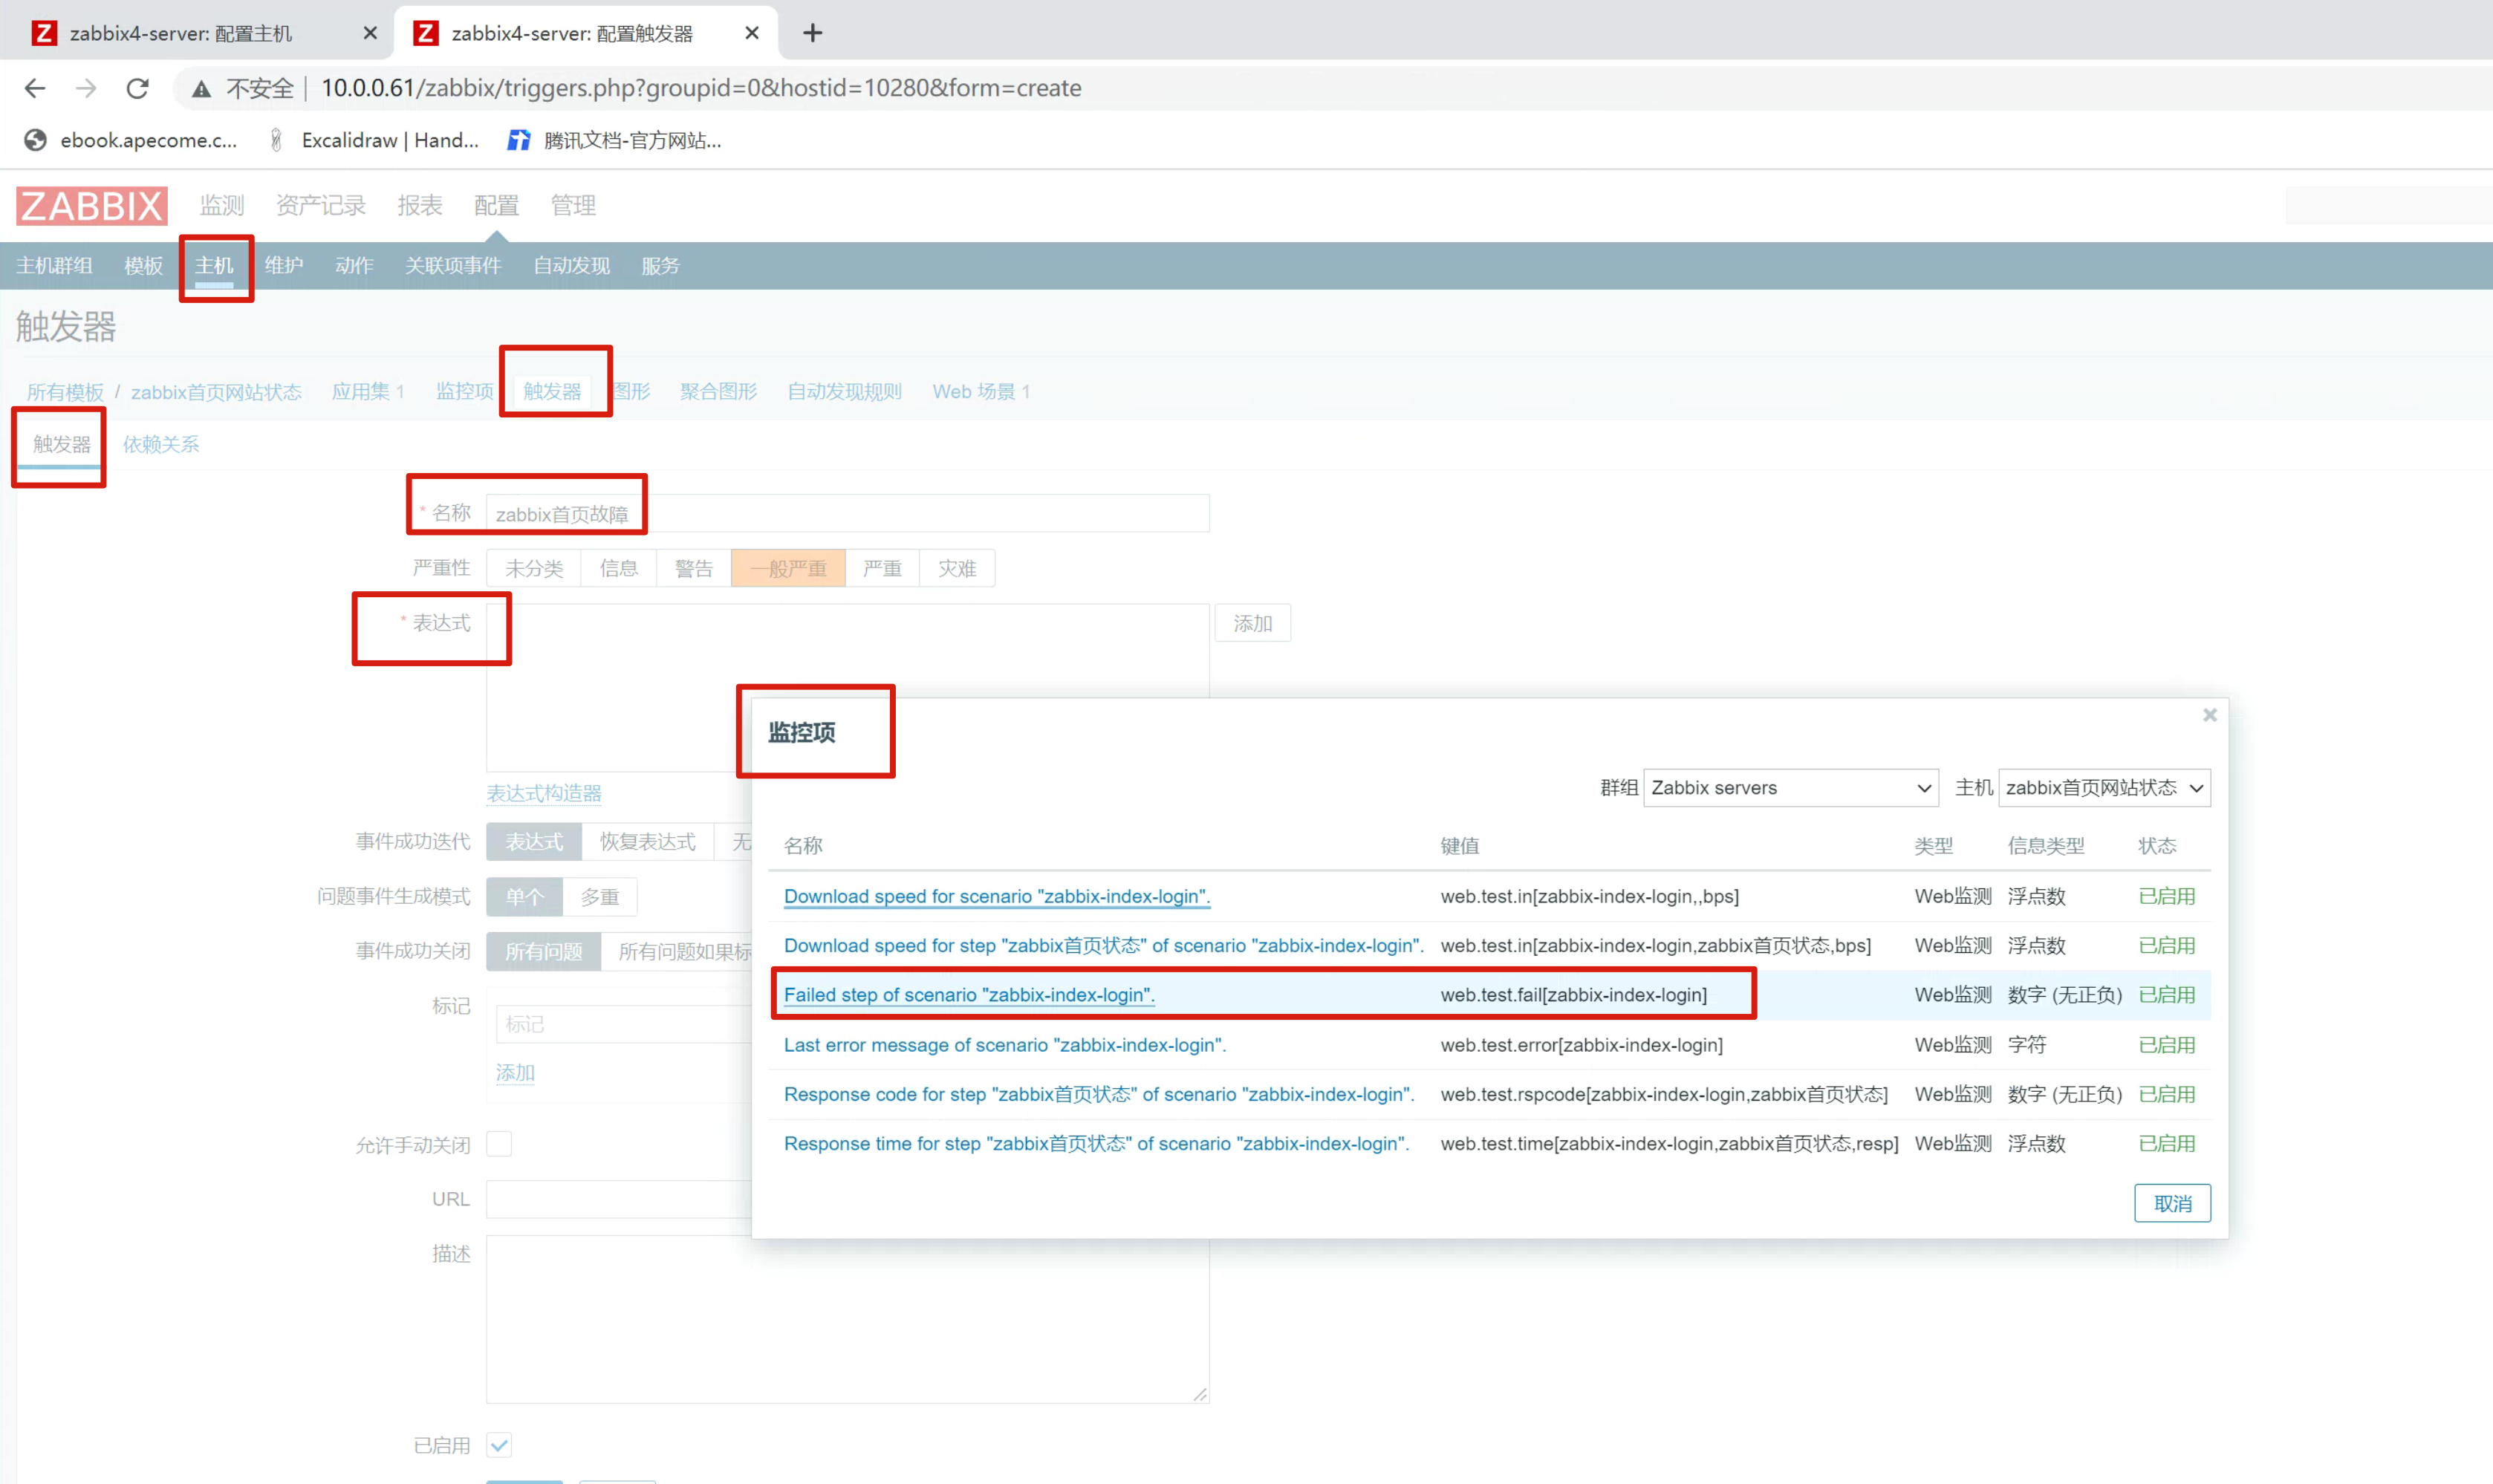 zabbix4-server: 配置主机
zabbix4-server: 配置触发器
不安全 | 10.0.0.61/zabbix/triggers.php?groupid=0&hostid=10280&form=create
ebook.apecome.c... Excalidraw | Hand... 腾讯文档-官方网站...
ZABBIX 监测 资产记录 报表 配置 管理
主机群组 模板 主机 维护 动作 关联项事件 自动发现 服务
触发器
所有模板 / zabbix首页网站状态 应用集 1 监控项 触发器 图形 聚合图形 自动发现规则 Web 场景 1
触发器 依赖关系
* 名称 zabbix首页故障
严重性 未分类 信息 警告 一般严重 严重 灾难
* 表达式 添加
表达式构造器
事件成功迭代 表达式 恢复表达式 无
问题事件生成模式 单个 多重
事件成功关闭 所有问题 所有问题如果标
标记 标记
添加
允许手动关闭
URL
描述
已启用
监控项
群组 Zabbix servers 主机 zabbix首页网站状态
名称 键值 类型 信息类型 状态
Download speed for scenario "zabbix-index-login". web.test.in[zabbix-index-login,,bps] Web监测 浮点数 已启用
Download speed for step "zabbix首页状态" of scenario "zabbix-index-login". web.test.in[zabbix-index-login,zabbix首页状态,bps] Web监测 浮点数 已启用
Failed step of scenario "zabbix-index-login". web.test.fail[zabbix-index-login] Web监测 数字 (无正负) 已启用
Last error message of scenario "zabbix-index-login". web.test.error[zabbix-index-login] Web监测 字符 已启用
Response code for step "zabbix首页状态" of scenario "zabbix-index-login". web.test.rspcode[zabbix-index-login,zabbix首页状态] Web监测 数字 (无正负) 已启用
Response time for step "zabbix首页状态" of scenario "zabbix-index-login". web.test.time[zabbix-index-login,zabbix首页状态,resp] Web监测 浮点数 已启用
取消